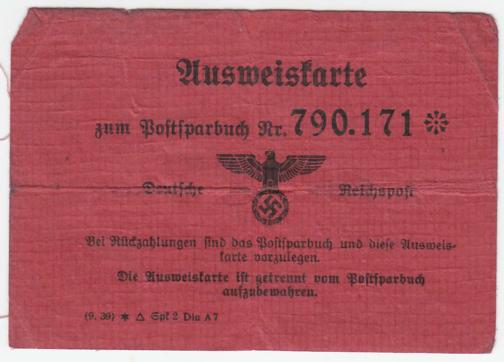 Ausweiskarte
zum Postsparbuch Nr. 790.171 *
Deutsche Reichspost
Bei Rückzahlungen sind das Postsparbuch und diese Ausweis-
karte vorzulegen.
Die Ausweiskarte ist getrennt vom Postsparbuch
aufzubewahren.
(9. 39) * △ Spk 2 Din A7